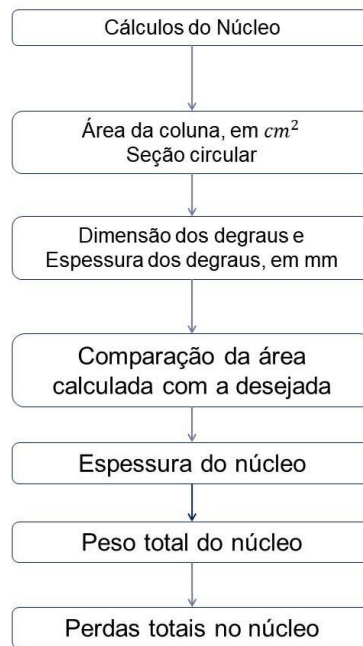 Cálculos do Núcleo
Área da coluna, em cm²
Seção circular
Dimensão dos degraus e
Espessura dos degraus, em mm
Comparação da área
calculada com a desejada
Espessura do núcleo
Peso total do núcleo
Perdas totais no núcleo